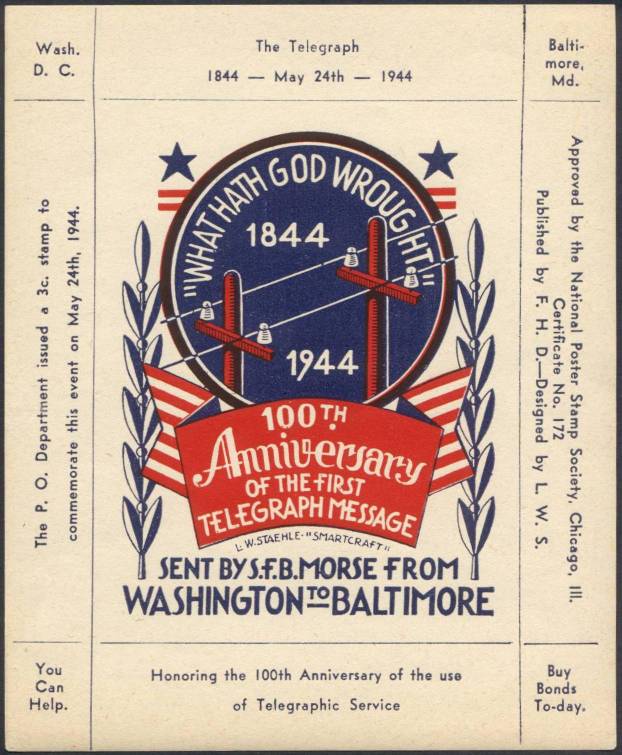 Wash.
D. C.
The Telegraph
1844 — May 24th — 1944
Balti-
more,
Md.
The P. O. Department issued a 3c. stamp to
commemorate this event on May 24th, 1944.
"WHAT HATH GOD WROUGHT"
1844
1944
100TH
Anniversary
OF THE FIRST
TELEGRAPH MESSAGE
L.W.STAEHLE-"SMARTCRAFT"
SENT BY S.F.B.MORSE FROM
WASHINGTON TO BALTIMORE
Approved by the National Poster Stamp Society, Chicago, Ill.
Certificate No. 172
Published by F. H. D.—Designed by L. W. S.
You
Can
Help.
Honoring the 100th Anniversary of the use
of Telegraphic Service
Buy
Bonds
To-day.